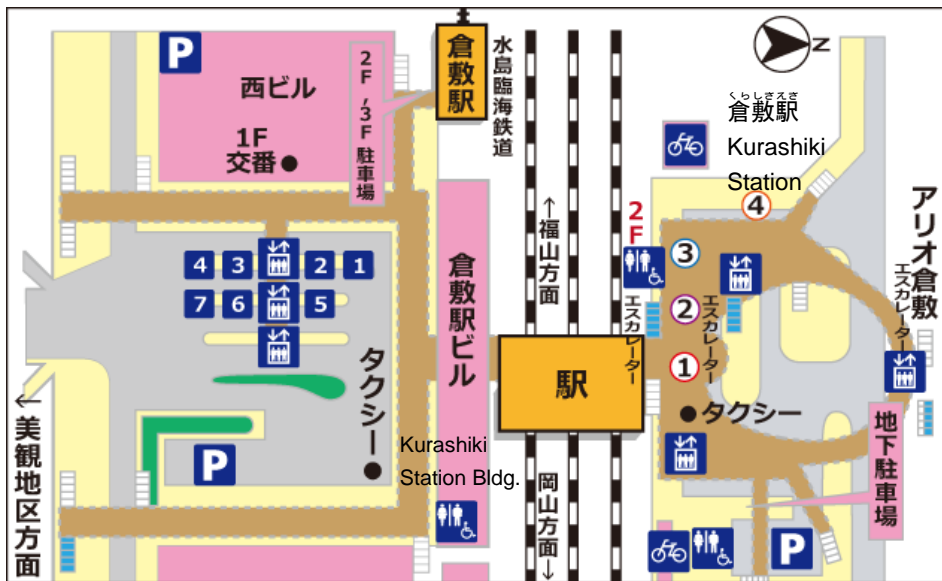 P
西ビル
1F
交番
2F,3F駐車場
倉敷駅
水島臨海鉄道
N
くらしきえき
倉敷駅
Kurashiki
Station
アリオ倉敷
エスカレーター
4
3
2
1
7
6
5
タクシー
P
←美観地区方面
倉敷駅ビル
Kurashiki
Station Bldg.
←福山方面
駅
岡山方面→
2F
エスカレーター
エスカレーター
④
③
②
①
タクシー
地下駐車場
P